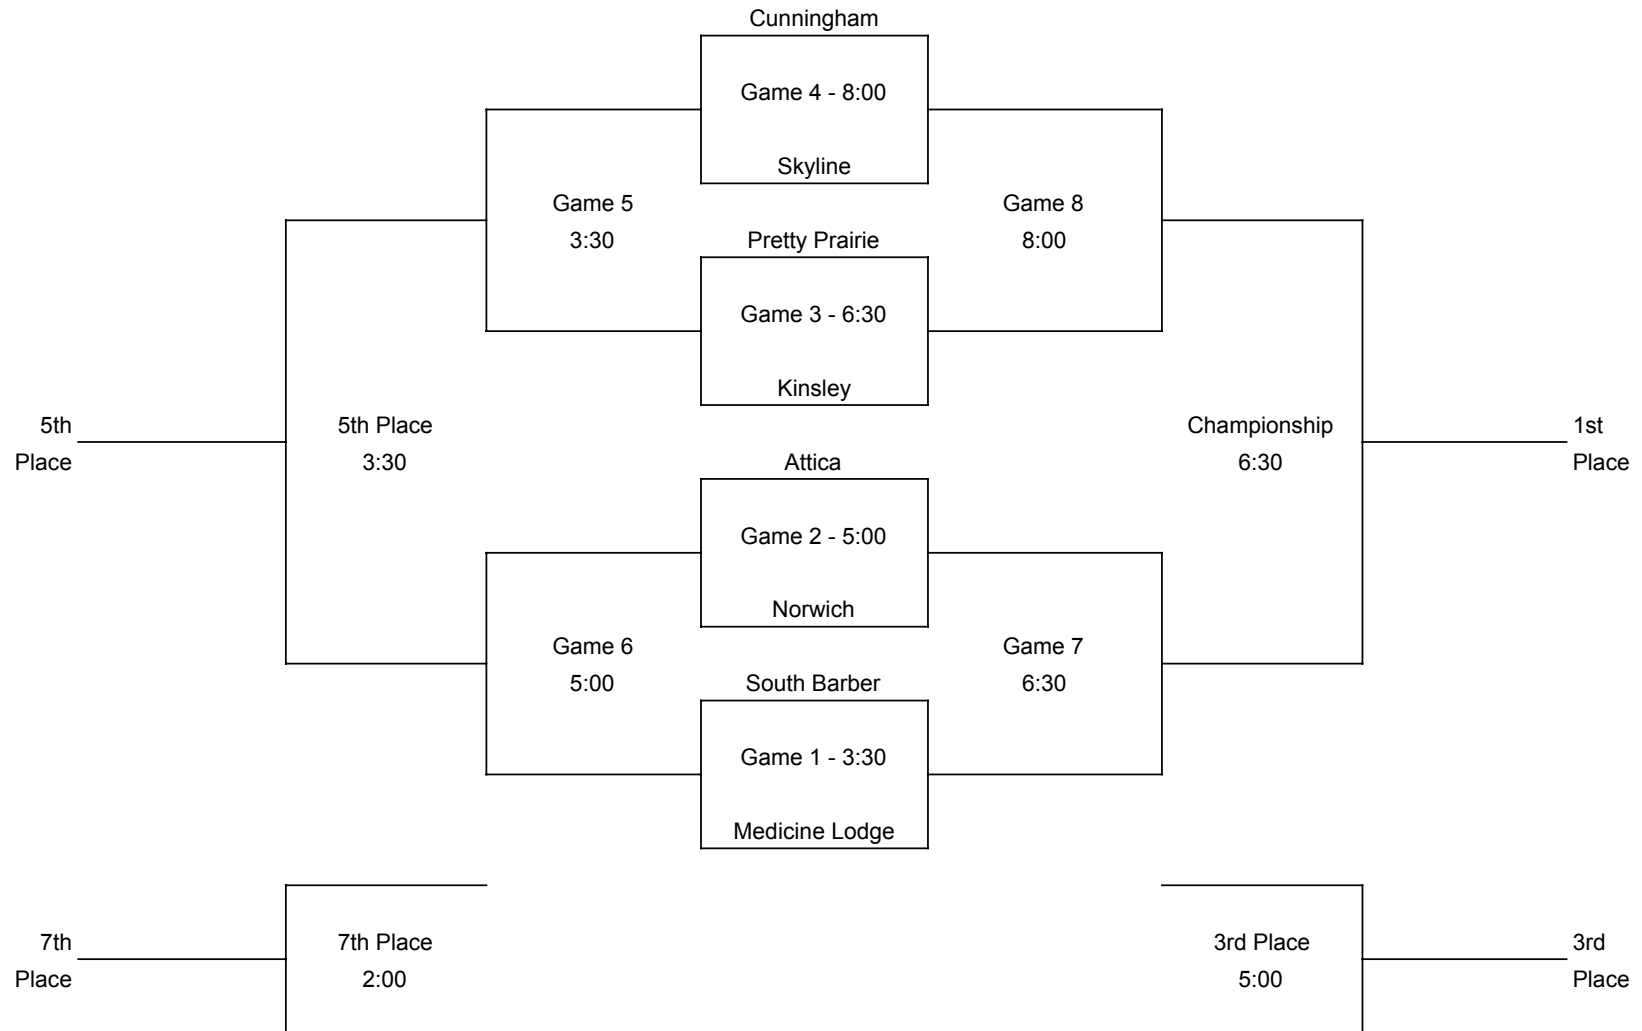 Cunningham
Game 4 - 8:00
Skyline
Game 5
3:30
Game 8
8:00
Pretty Prairie
Game 3 - 6:30
Kinsley
5th
Place
5th Place
3:30
Championship
6:30
1st
Place
Attica
Game 2 - 5:00
Norwich
Game 6
5:00
Game 7
6:30
South Barber
Game 1 - 3:30
Medicine Lodge
7th
Place
7th Place
2:00
3rd Place
5:00
3rd
Place